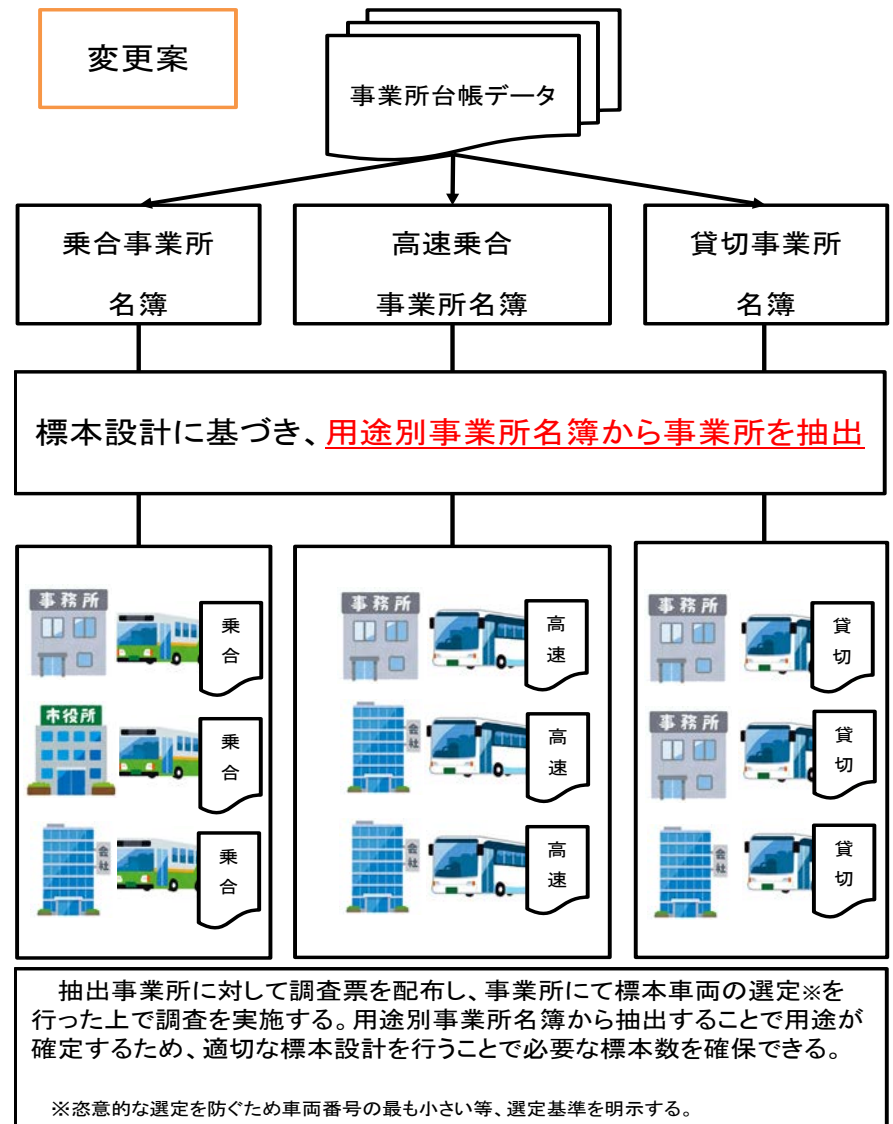 変更案
事業所台帳データ
乗合事業所
名簿
高速乗合
事業所名簿
貸切事業所
名簿
標本設計に基づき、用途別事業所名簿から事業所を抽出
事務所
乗
合
市役所
乗
合
会社
乗
合
事務所
高
速
会社
高
速
会社
高
速
事務所
貸
切
事務所
貸
切
会社
貸
切
抽出事業所に対して調査票を配布し、事業所にて標本車両の選定※を
行った上で調査を実施する。用途別事業所名簿から抽出することで用途が
確定するため、適切な標本設計を行うことで必要な標本数を確保できる。
※恣意的な選定を防ぐため車両番号の最も小さい等、選定基準を明示する。